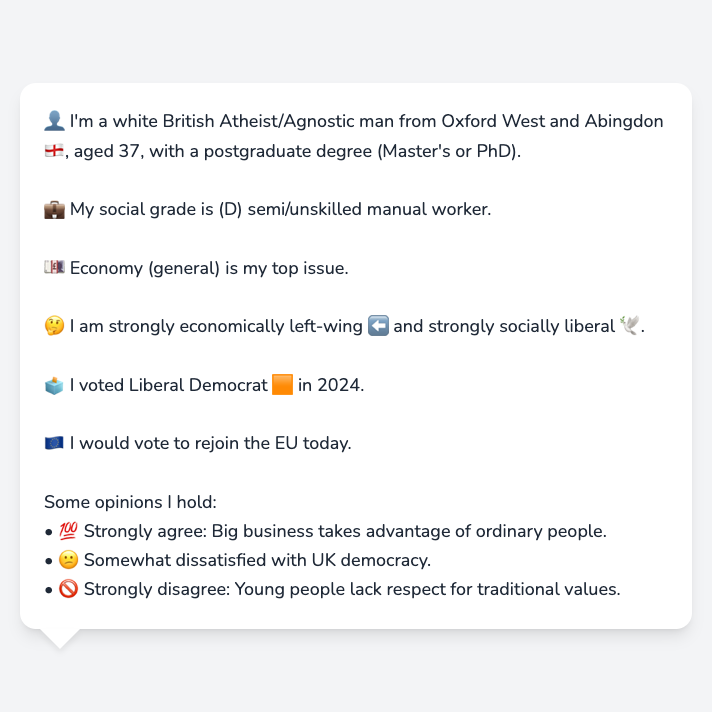 👤 I'm a white British Atheist/Agnostic man from Oxford West and Abingdon
🏴󠁧󠁢󠁥󠁮󠁧󠁿, aged 37, with a postgraduate degree (Master's or PhD).
💼 My social grade is (D) semi/unskilled manual worker.
💷 Economy (general) is my top issue.
🤔 I am strongly economically left-wing ⬅️ and strongly socially liberal 🕊️.
🗳️ I voted Liberal Democrat 🟧 in 2024.
🇪🇺 I would vote to rejoin the EU today.
Some opinions I hold:
• 💯 Strongly agree: Big business takes advantage of ordinary people.
• 🙁 Somewhat dissatisfied with UK democracy.
• 🚫 Strongly disagree: Young people lack respect for traditional values.